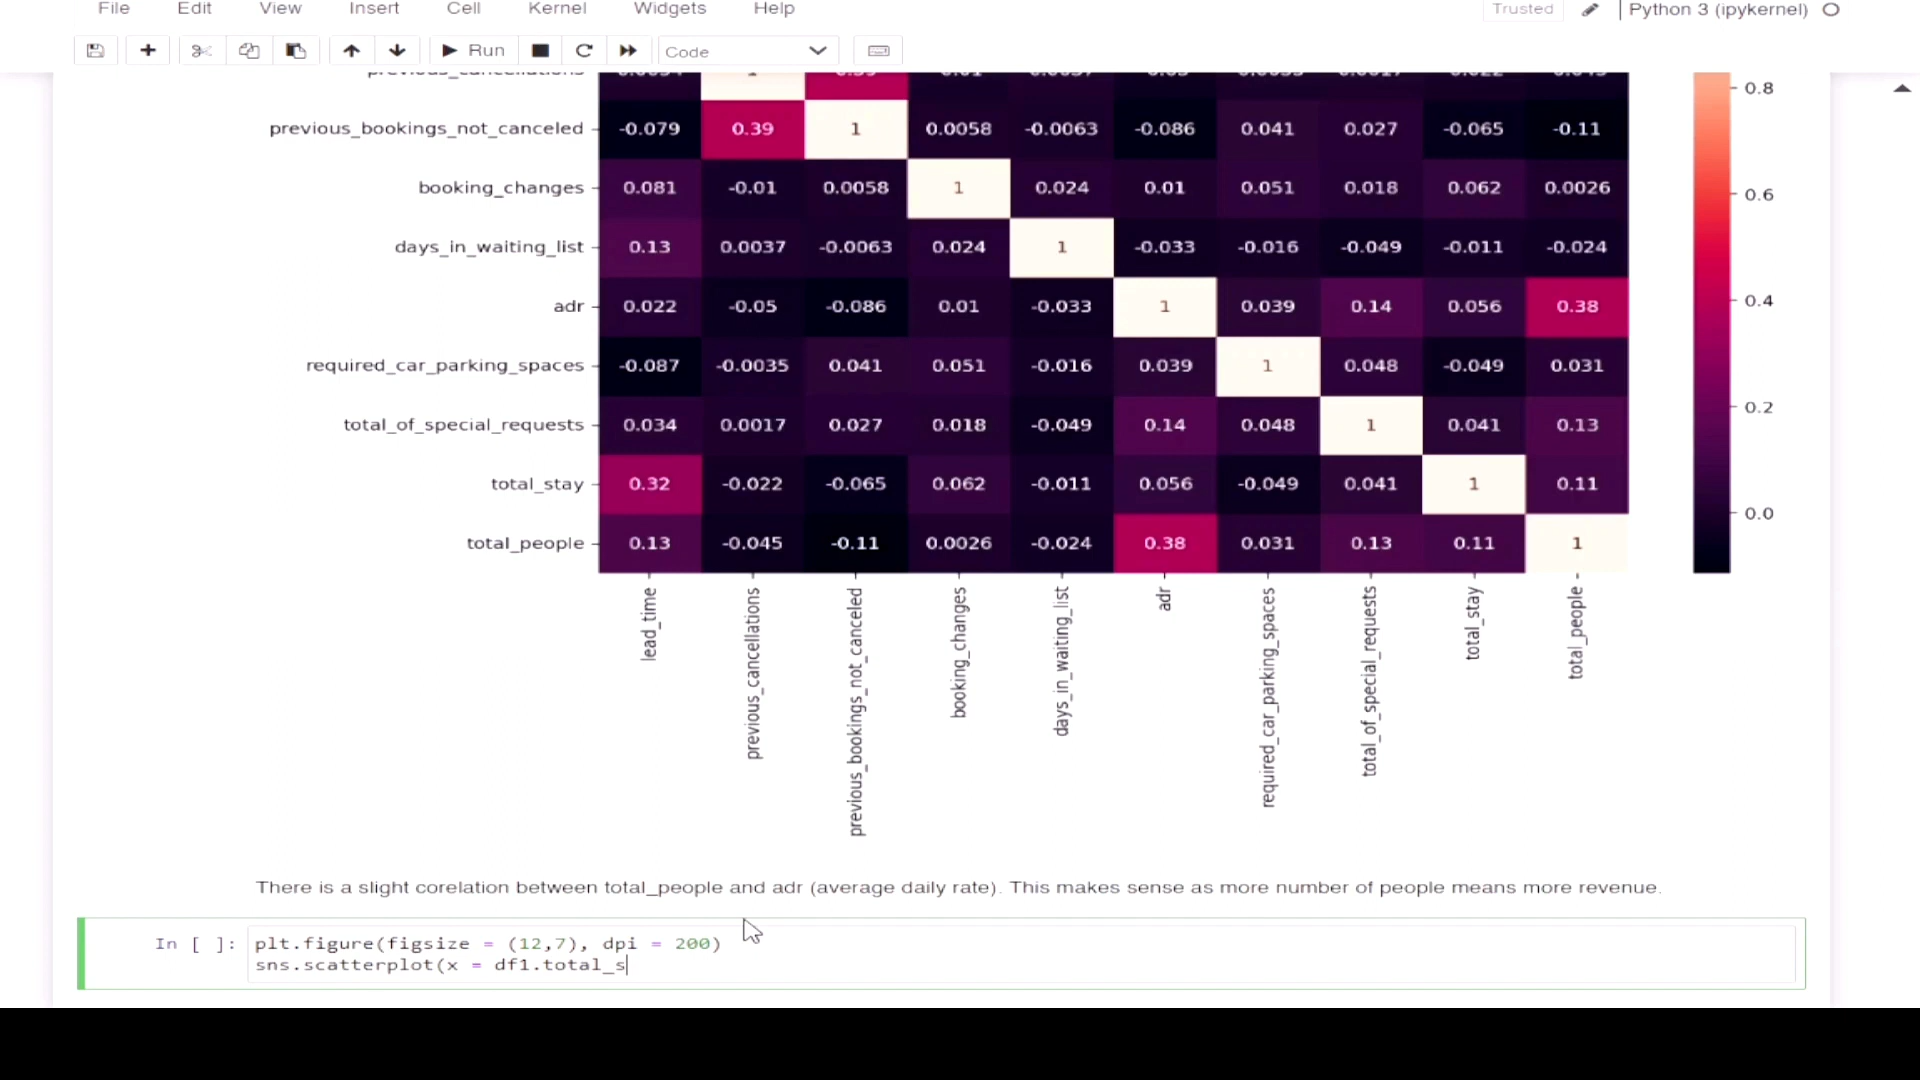 File Edit View Insert Cell Kernel Widgets Help Trusted Python 3 (ipykernel)
Run Code
0.8
previous_bookings_not_canceled -0.079 0.39 1 0.0058 -0.0063 -0.086 0.041 0.027 -0.065 -0.11
booking_changes 0.081 -0.01 0.0058 1 0.024 0.01 0.051 0.018 0.062 0.0026
0.6
days_in_waiting_list 0.13 0.0037 -0.0063 0.024 1 -0.033 -0.016 -0.049 -0.011 -0.024
adr 0.022 -0.05 -0.086 0.01 -0.033 1 0.039 0.14 0.056 0.38
0.4
required_car_parking_spaces -0.087 -0.0035 0.041 0.051 -0.016 0.039 1 0.048 -0.049 0.031
0.2
total_of_special_requests 0.034 0.0017 0.027 0.018 -0.049 0.14 0.048 1 0.041 0.13
total_stay 0.32 -0.022 -0.065 0.062 -0.011 0.056 -0.049 0.041 1 0.11
0.0
total_people 0.13 -0.045 -0.11 0.0026 -0.024 0.38 0.031 0.13 0.11 1
lead_time
previous_cancellations
previous_bookings_not_canceled
booking_changes
days_in_waiting_list
adr
required_car_parking_spaces
total_of_special_requests
total_stay
total_people
There is a slight corelation between total_people and adr (average daily rate). This makes sense as more number of people means more revenue.
In [ ]: plt.figure(figsize = (12,7), dpi = 200)
sns.scatterplot(x = df1.total_s